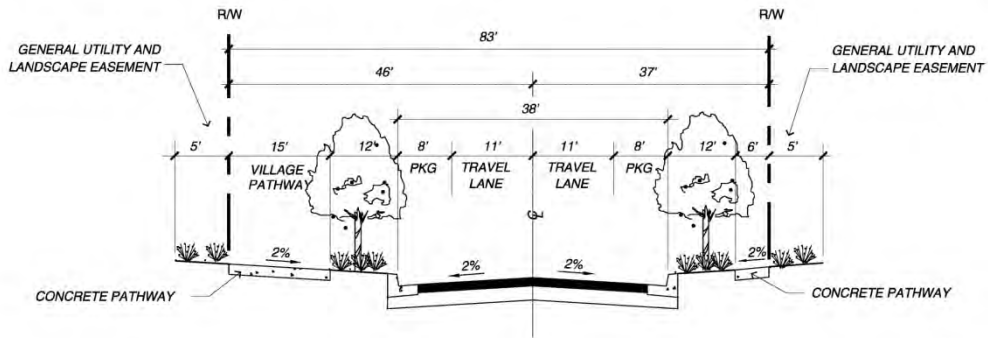 R/W
R/W
83'
GENERAL UTILITY AND
LANDSCAPE EASEMENT
GENERAL UTILITY AND
LANDSCAPE EASEMENT
46'
37'
38'
5'
15'
12'
8'
11'
11'
8'
12'
6'
5'
VILLAGE
PATHWAY
PKG
TRAVEL
LANE
TRAVEL
LANE
PKG
CL
2%
2%
2%
2%
CONCRETE PATHWAY
CONCRETE PATHWAY